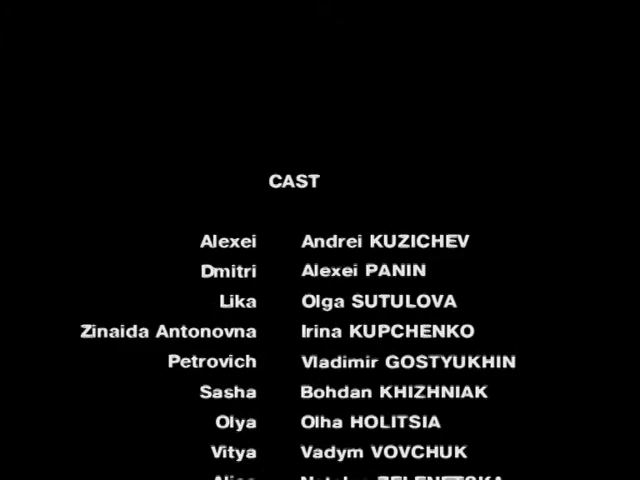 CAST
Alexei Andrei KUZICHEV
Dmitri Alexei PANIN
Lika Olga SUTULOVA
Zinaida Antonovna Irina KUPCHENKO
Petrovich Vladimir GOSTYUKHIN
Sasha Bohdan KHIZHNIAK
Olya Olha HOLITSIA
Vitya Vadym VOVCHUK